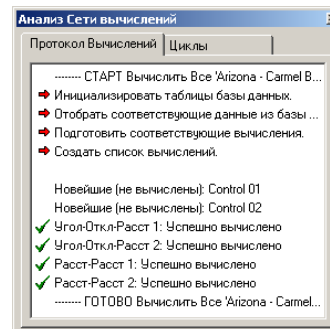 Анализ Сети вычислений
Протокол Вычислений Циклы
-------- СТАРТ Вычислить Все 'Arizona - Carmel B...
Инициализировать таблицы базы данных.
Отобрать соответствующие данные из базы ...
Подготовить соответствующие вычисления.
Создать список вычислений.
Новейшие (не вычислены): Control 01
Новейшие (не вычислены): Control 02
Угол-Откл-Расст 1: Успешно вычислено
Угол-Откл-Расст 2: Успешно вычислено
Расст-Расст 1: Успешно вычислено
Расст-Расст 2: Успешно вычислено
-------- ГОТОВО Вычислить Все 'Arizona - Carmel...